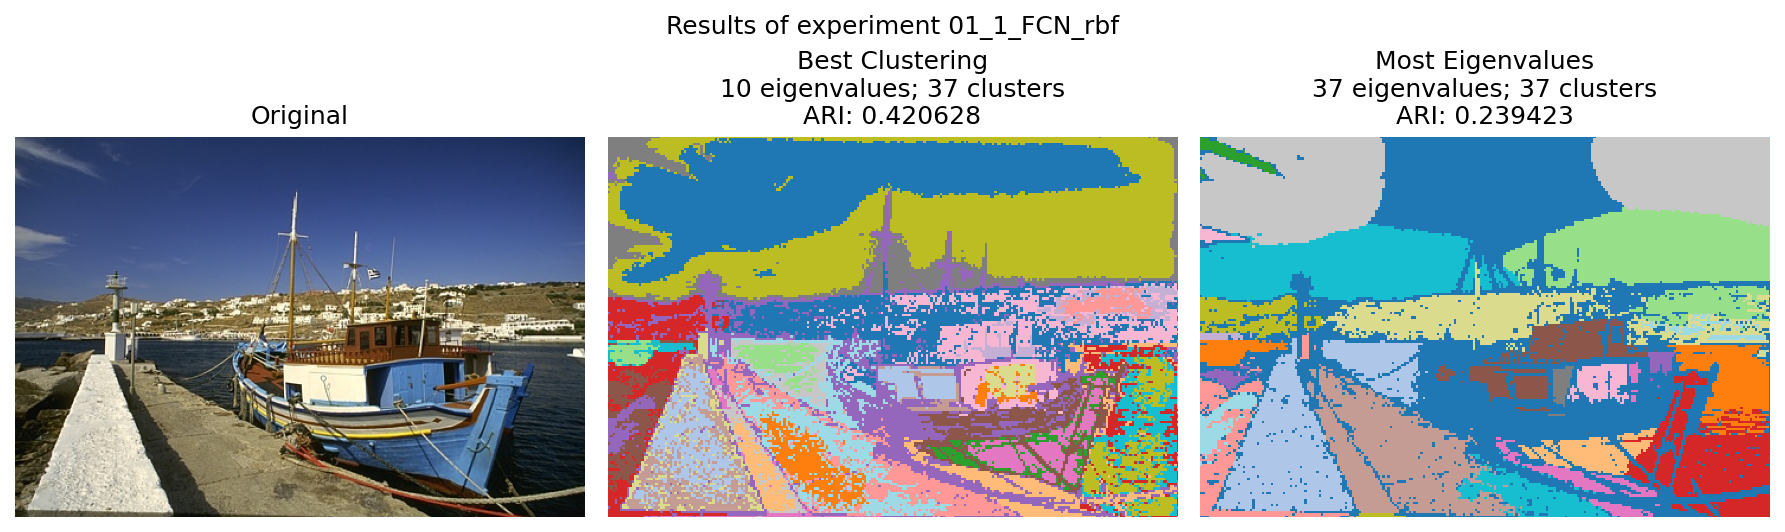 Results of experiment 01_1_FCN_rbf
Original
Best Clustering
10 eigenvalues; 37 clusters
ARI: 0.420628
Most Eigenvalues
37 eigenvalues; 37 clusters
ARI: 0.239423